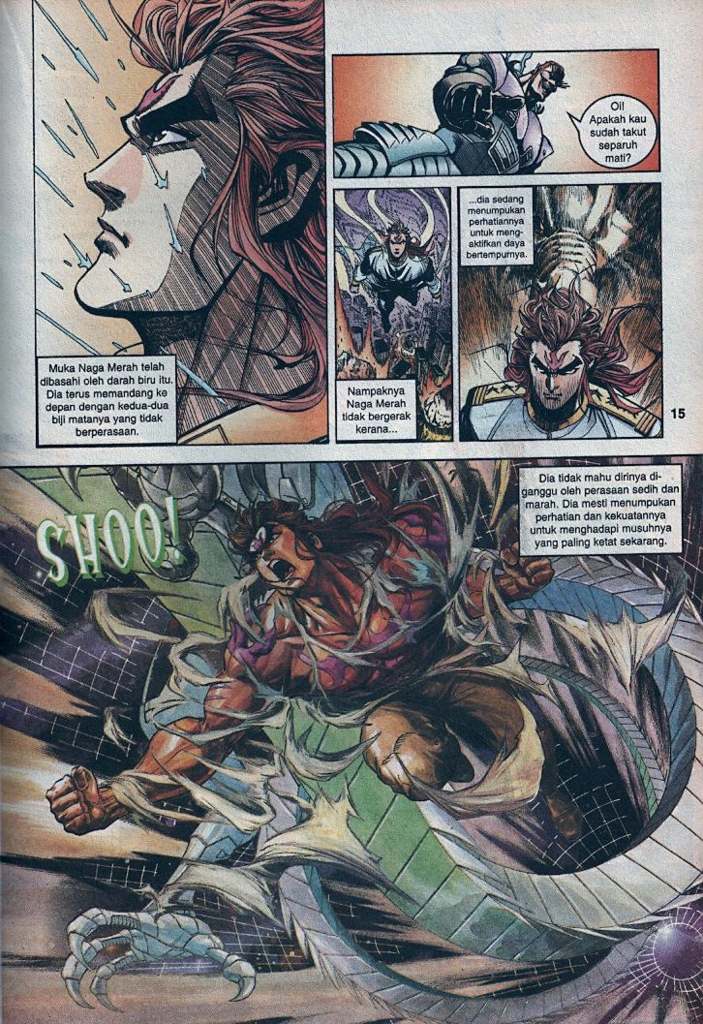 Muka Naga Merah telah
dibasahi oleh darah biru itu.
Dia terus memandang ke
depan dengan kedua-dua
biji matanya yang tidak
berperasaan.
Oi!
Apakah kau
sudah takut
separuh
mati?
Nampaknya
Naga Merah
tidak bergerak
kerana...
...dia sedang
menumpukan
perhatiannya
untuk meng-
aktifkan daya
bertempurnya.
15
Dia tidak mahu dirinya di-
ganggu oleh perasaan sedih dan
marah. Dia mesti menumpukan
perhatian dan kekuatannya
untuk menghadapi musuhnya
yang paling ketat sekarang.
SHOO!